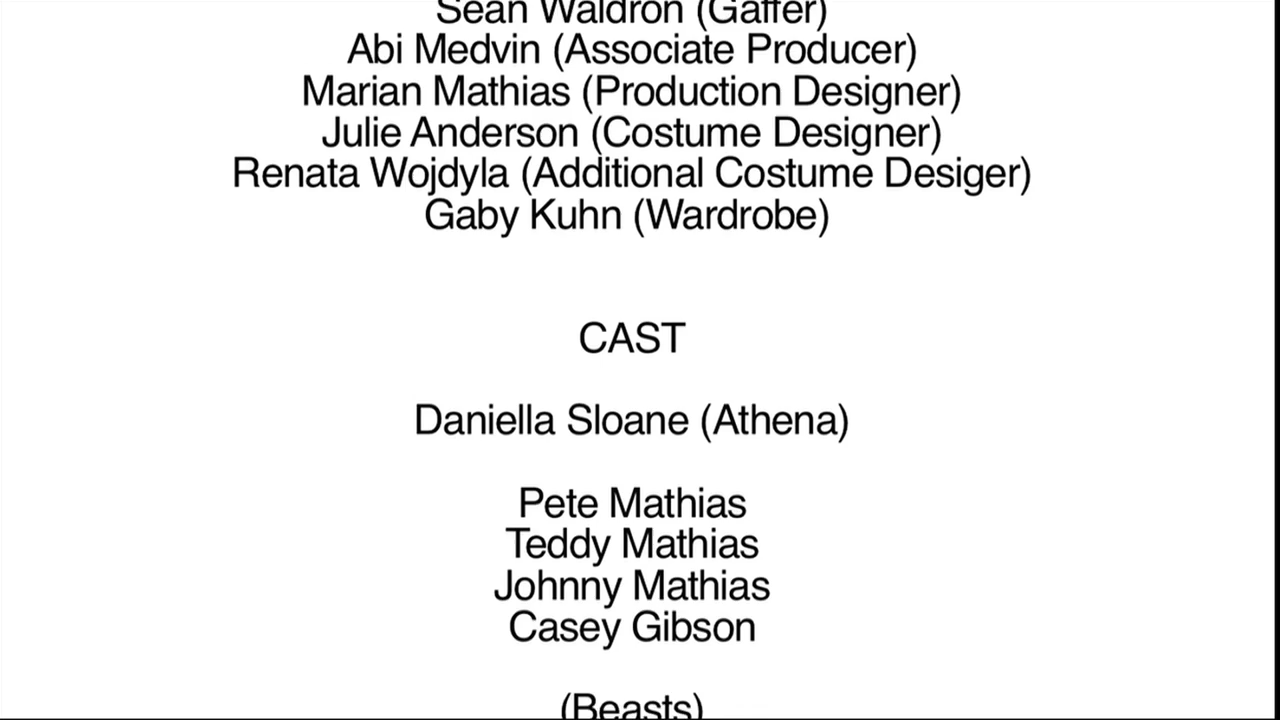 Sean Waldron (Gaffer)
Abi Medvin (Associate Producer)
Marian Mathias (Production Designer)
Julie Anderson (Costume Designer)
Renata Wojdyla (Additional Costume Desiger)
Gaby Kuhn (Wardrobe)
CAST
Daniella Sloane (Athena)
Pete Mathias
Teddy Mathias
Johnny Mathias
Casey Gibson
(Beasts)